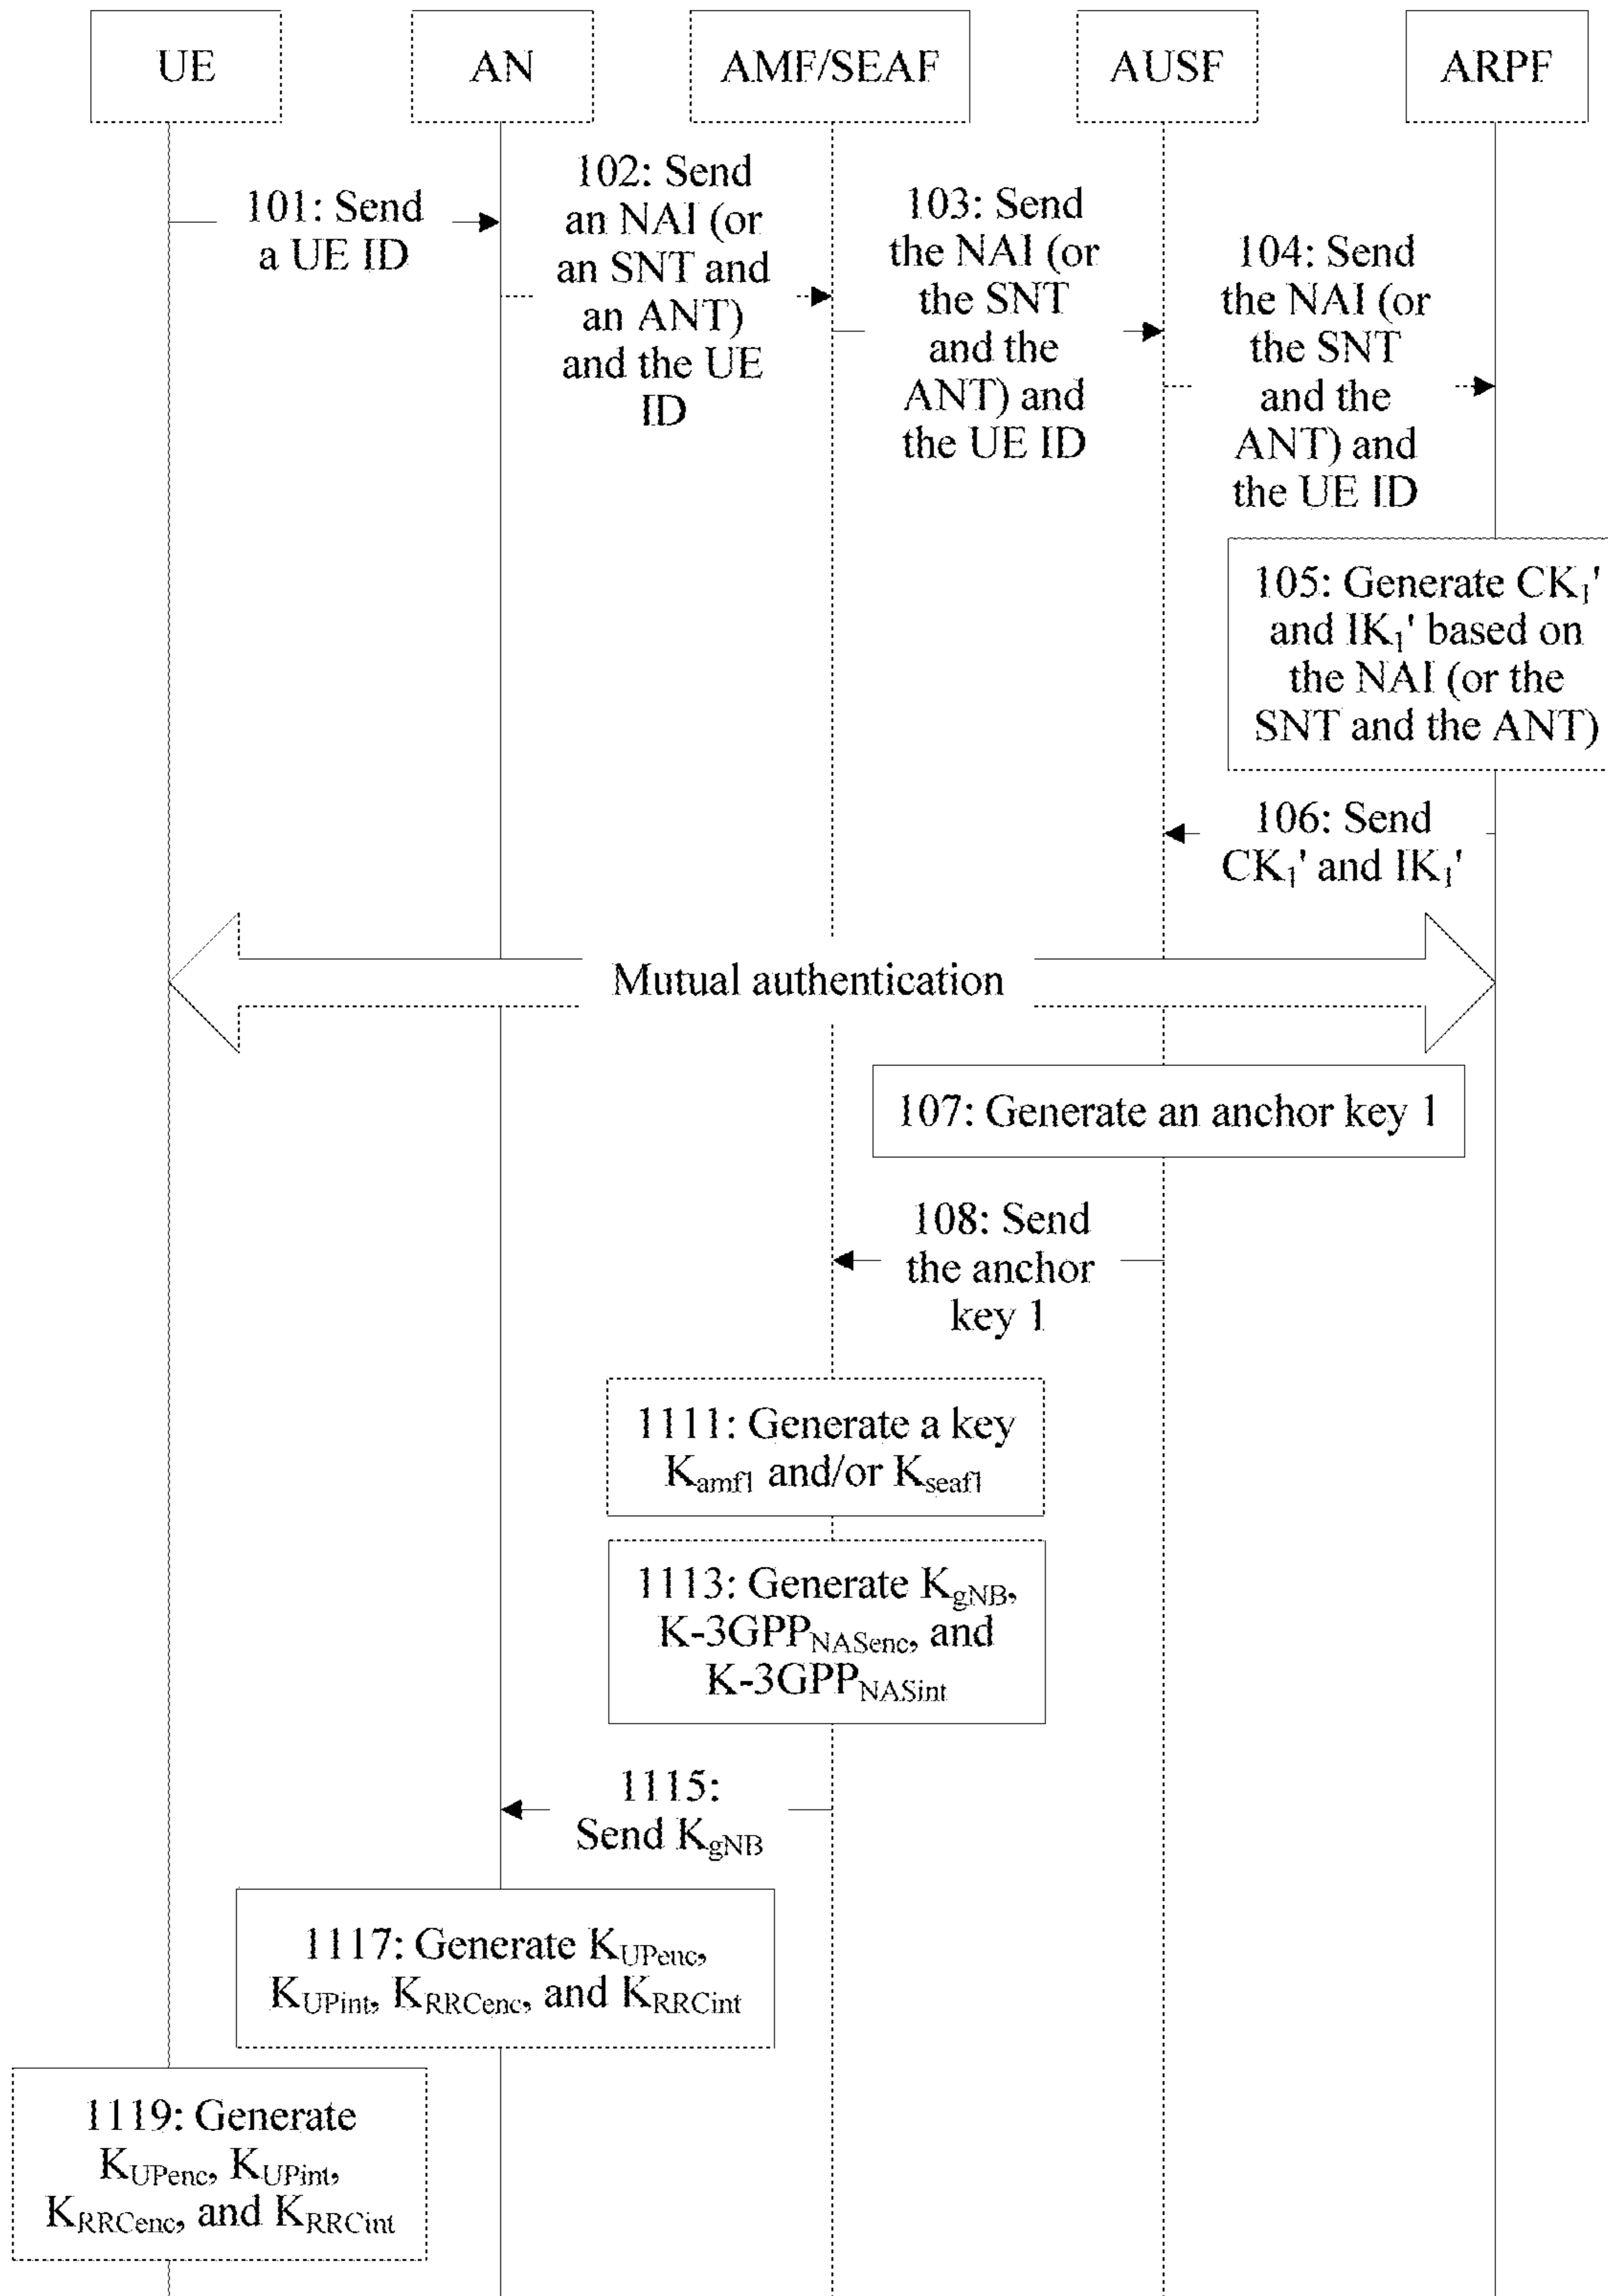 UE
AN
AMF/SEAF
AUSF
ARPF
101: Send
a UE ID
102: Send
an NAI (or
an SNT and
an ANT)
and the UE
ID
103: Send
the NAI (or
the SNT
and the
ANT) and
the UE ID
104: Send
the NAI (or
the SNT
and the
ANT) and
the UE ID
105: Generate CK₁'
and IK₁' based on
the NAI (or the
SNT and the ANT)
106: Send
CK₁' and IK₁'
Mutual authentication
107: Generate an anchor key 1
108: Send
the anchor
key 1
1111: Generate a key
Kamf1 and/or Kseaf1
1113: Generate KgNB,
K-3GPPNASenc, and
K-3GPPNASint
1115:
Send KgNB
1117: Generate KUPenc,
KUPint, KRRCenc, and KRRCint
1119: Generate
KUPenc, KUPint,
KRRCenc, and KRRCint